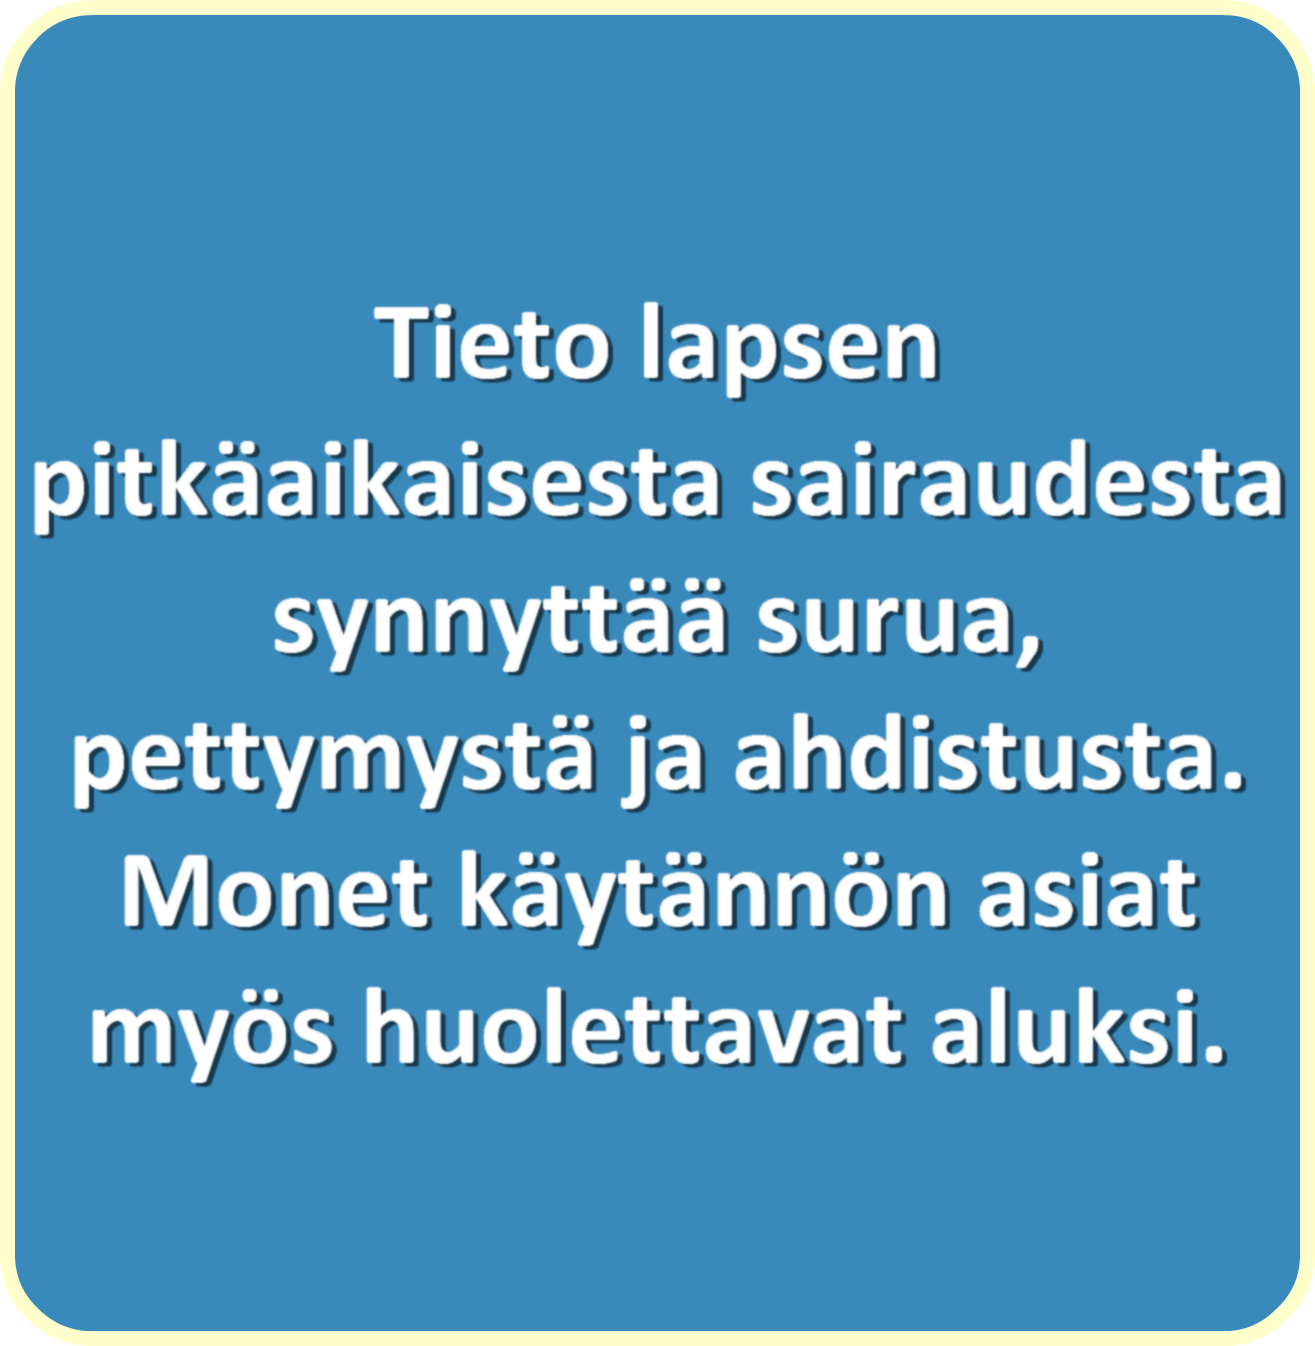 Tieto lapsen
pitkäaikaisesta sairaudesta
synnyttää surua,
pettymystä ja ahdistusta.
Monet käytännön asiat
myös huolettavat aluksi.